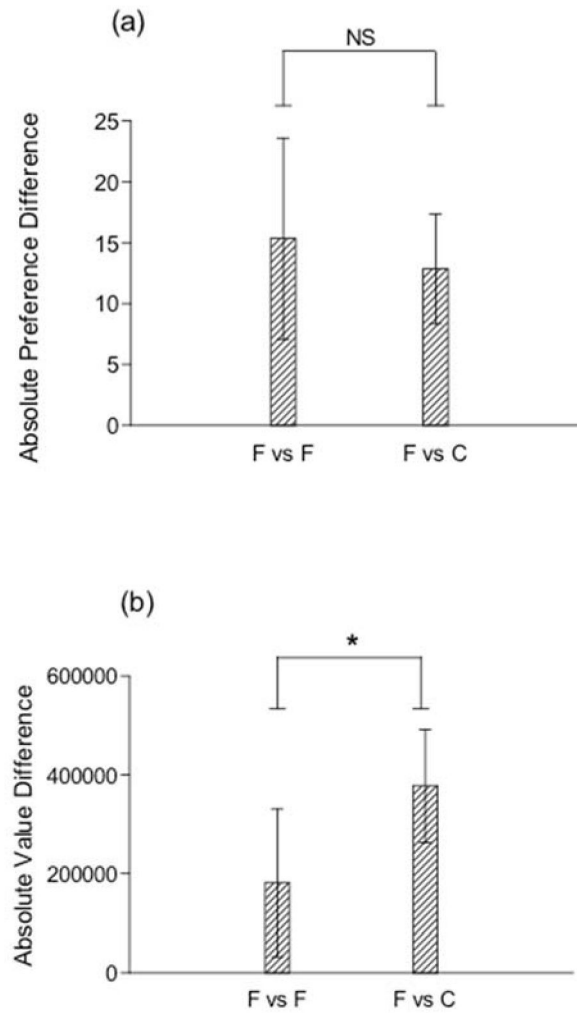 (a)
NS
Absolute Preference Difference
25
20
15
10
5
0
F vs F
F vs C
(b)
*
Absolute Value Difference
600000
400000
200000
0
F vs F
F vs C